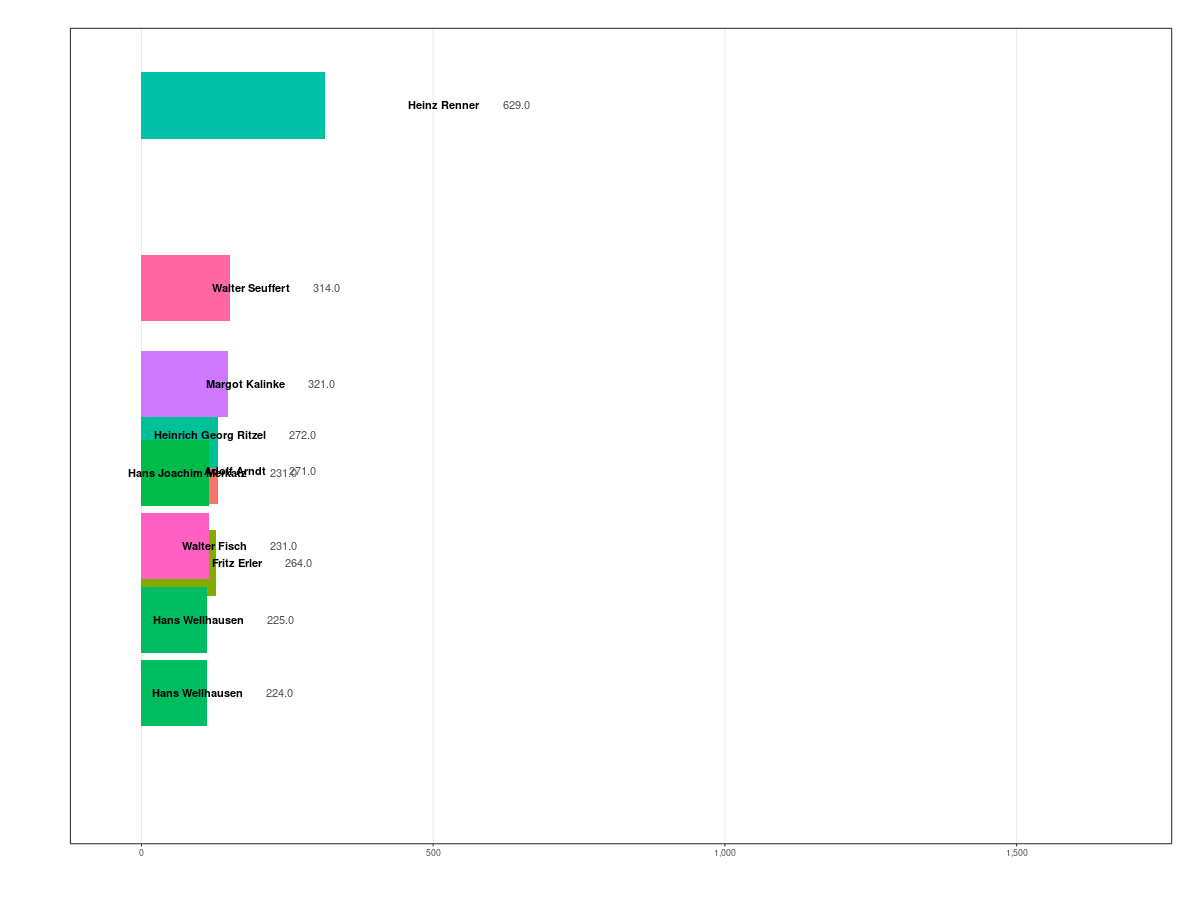 Heinz Renner 629.0
Walter Seuffert 314.0
Margot Kalinke 321.0
Heinrich Georg Ritzel 272.0
Adolf Arndt 271.0
Hans Joachim Merkatz 231.0
Walter Fisch 231.0
Fritz Erler 264.0
Hans Wellhausen 225.0
Hans Wellhausen 224.0
0 500 1,000 1,500